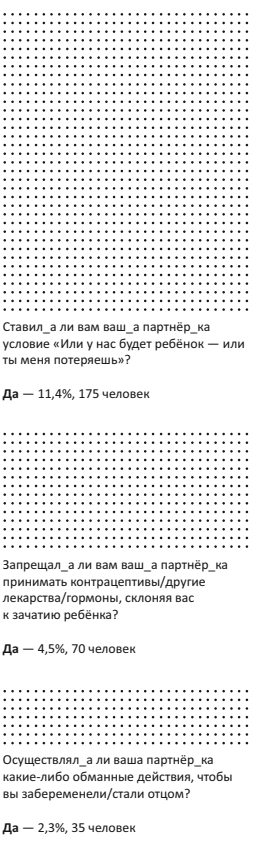 Ставил_а ли вам ваш_а партнёр_ка
условие «Или у нас будет ребёнок — или
ты меня потеряешь»?
Да — 11,4%, 175 человек
Запрещал_а ли вам ваш_а партнёр_ка
принимать контрацептивы/другие
лекарства/гормоны, склоняя вас
к зачатию ребёнка?
Да — 4,5%, 70 человек
Осуществлял_а ли ваша партнёр_ка
какие-либо обманные действия, чтобы
вы забеременели/стали отцом?
Да — 2,3%, 35 человек